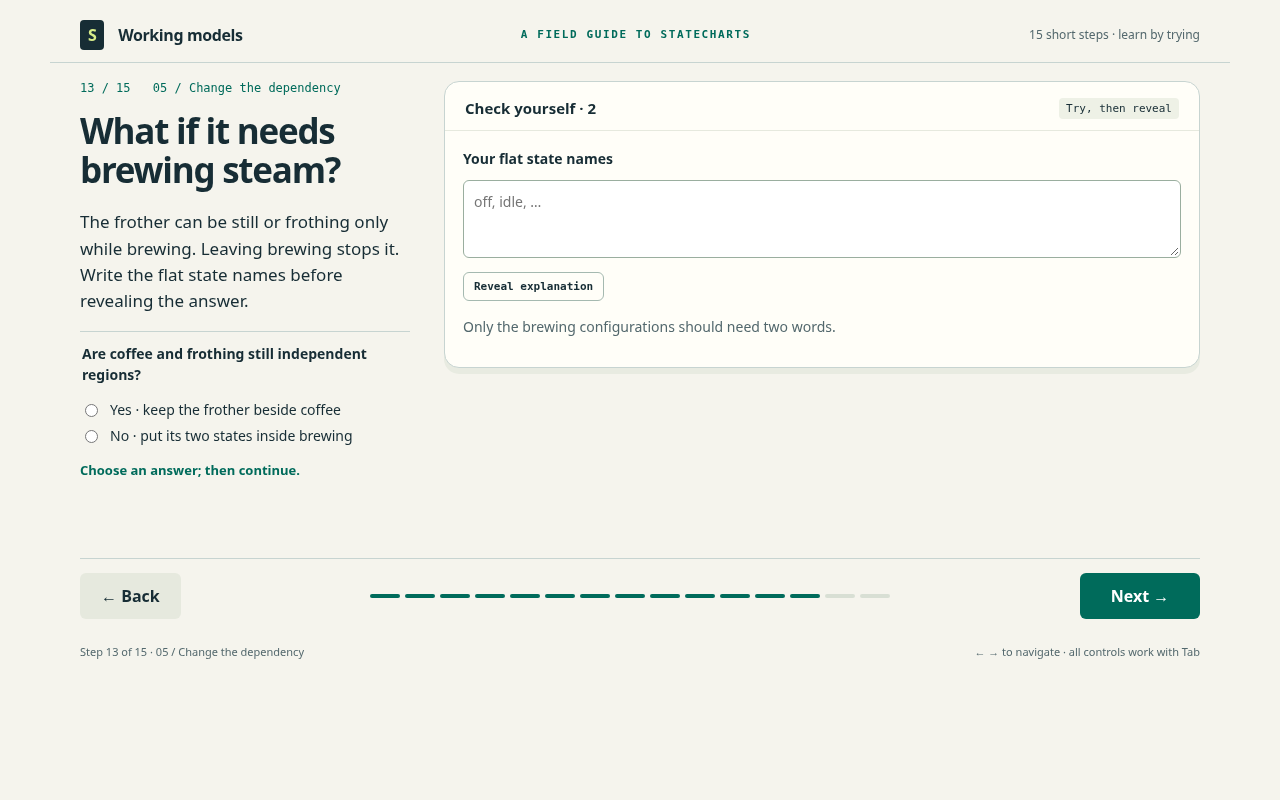 S Working models
A FIELD GUIDE TO STATECHARTS
15 short steps · learn by trying
13 / 15 05 / Change the dependency
What if it needs
brewing steam?
The frother can be still or frothing only
while brewing. Leaving brewing stops it.
Write the flat state names before
revealing the answer.
Are coffee and frothing still independent
regions?
Yes · keep the frother beside coffee
No · put its two states inside brewing
Choose an answer; then continue.
Check yourself · 2
Try, then reveal
Your flat state names
off, idle, …
Reveal explanation
Only the brewing configurations should need two words.
← Back
Next →
Step 13 of 15 · 05 / Change the dependency
← → to navigate · all controls work with Tab